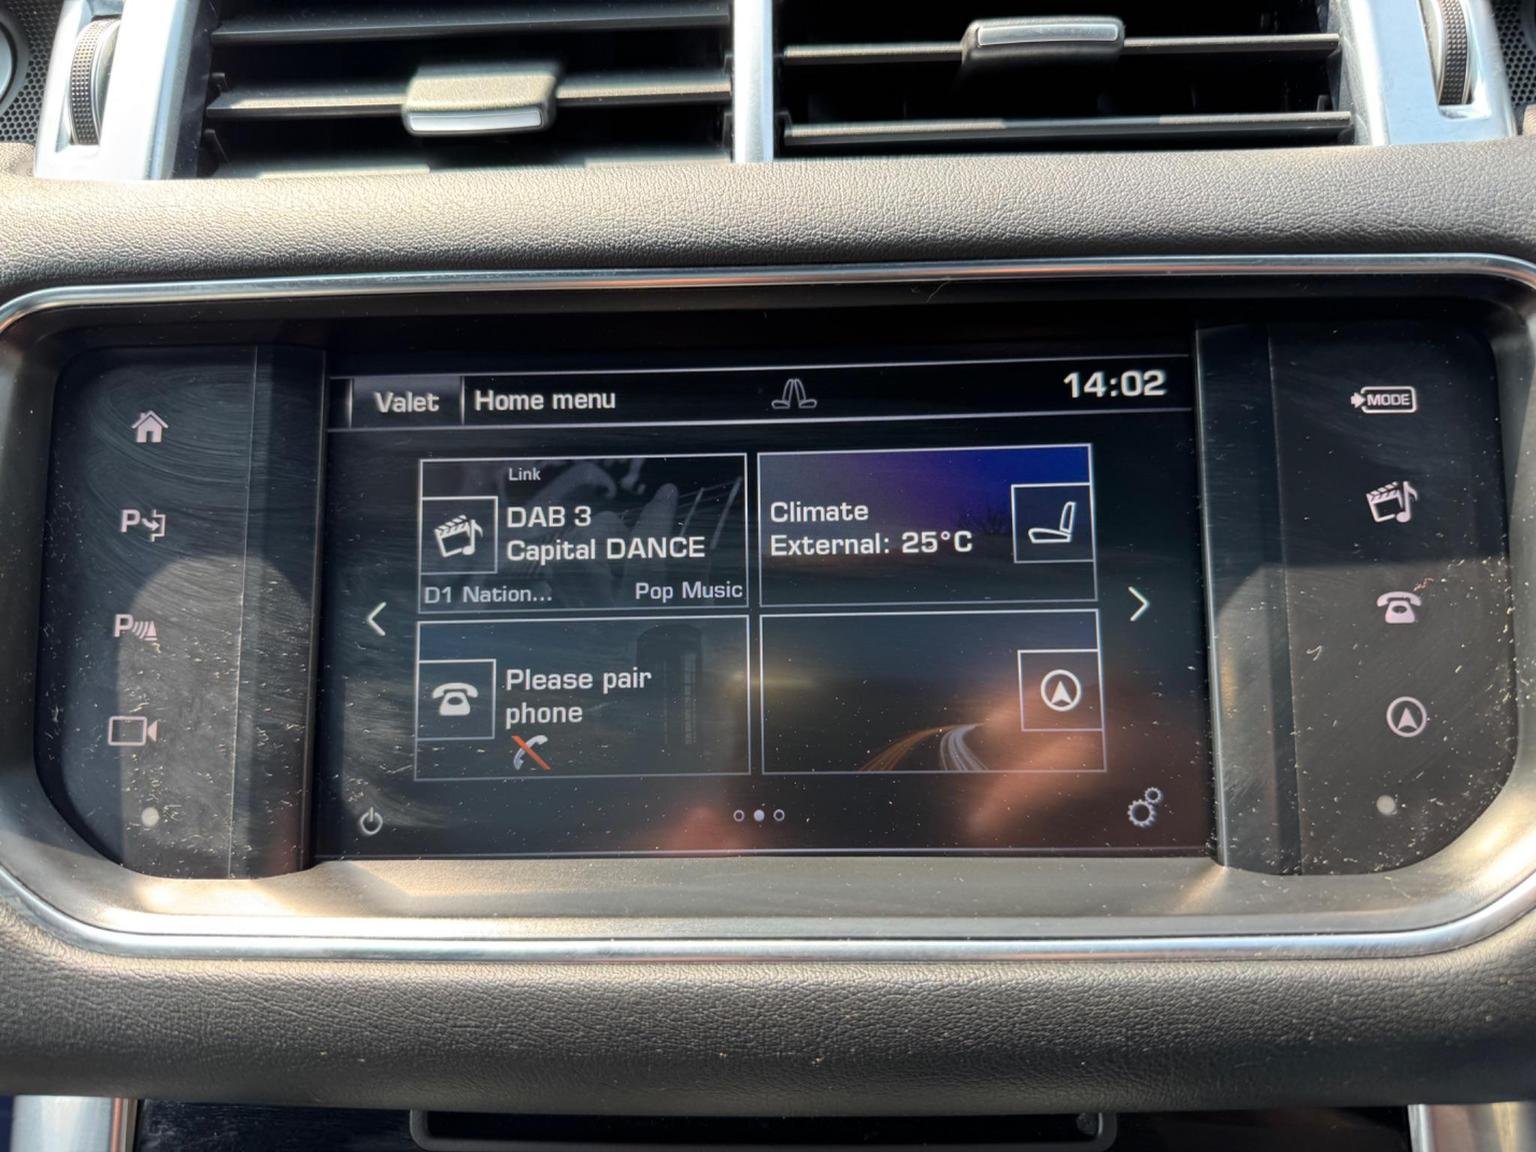 Valet
Home menu
14:02
MODE
Link
DAB 3
Capital DANCE
D1 Nation...
Pop Music
Climate
External: 25°C
P
P
Please pair
phone